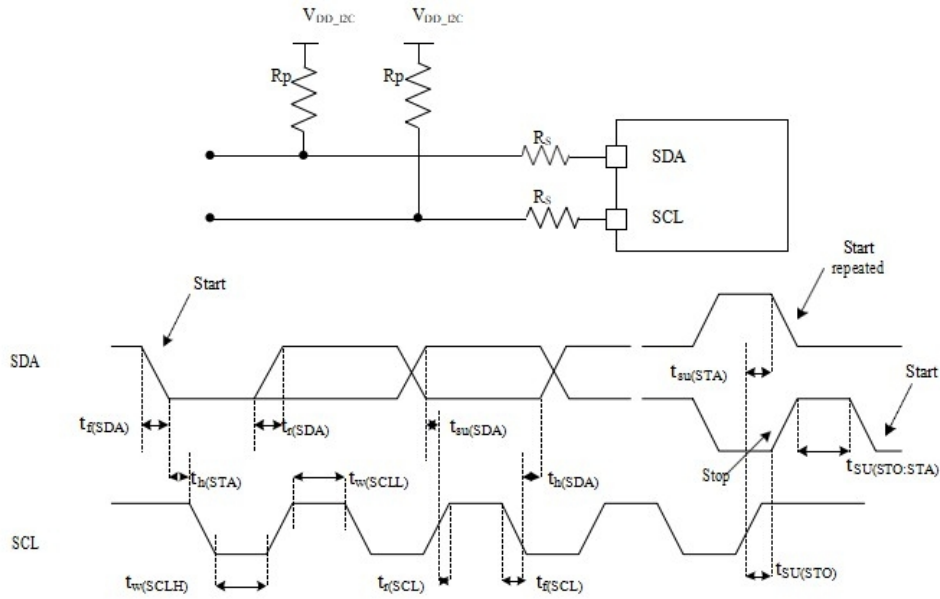 VDD_I2C VDD_I2C
Rp Rp
Rs SDA
Rs SCL
Start
repeated
Start
SDA
Start
tsu(STA)
tf(SDA) tr(SDA) tsu(SDA)
Stop tSU(STO:STA)
th(STA) tw(SCLL) th(SDA)
SCL
tw(SCLH) tr(SCL) tf(SCL) tSU(STO)